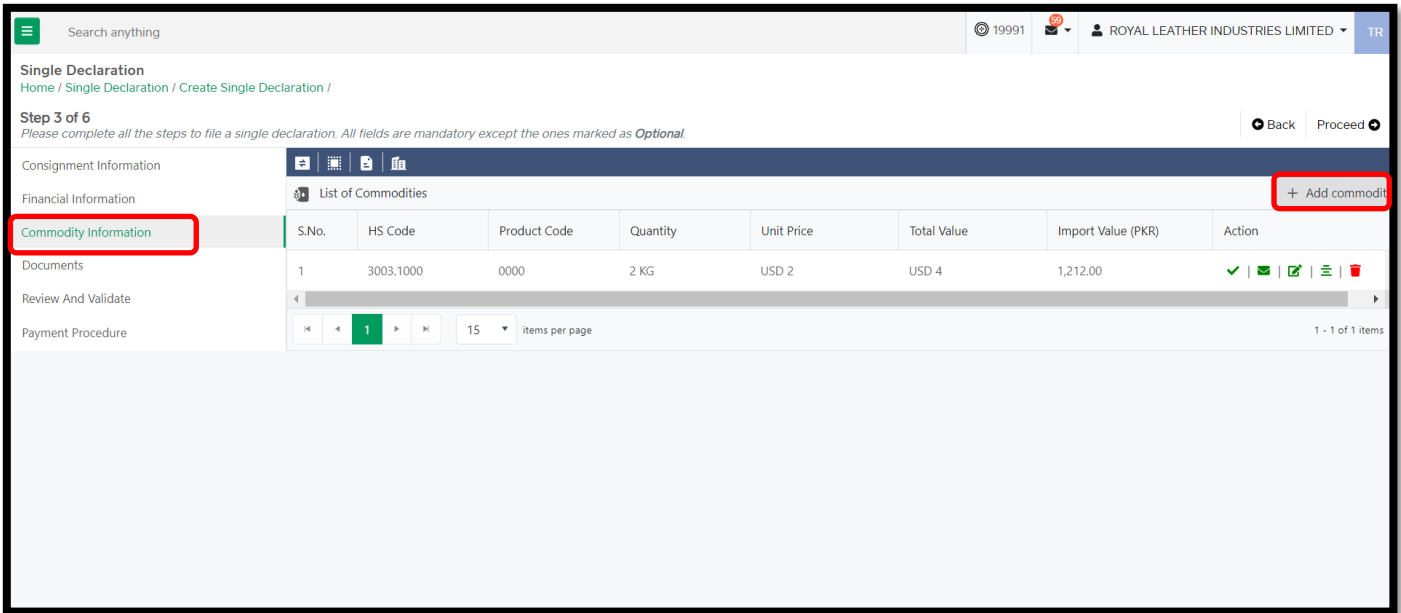 Search anything
19991
59
ROYAL LEATHER INDUSTRIES LIMITED
TR
Single Declaration
Home / Single Declaration / Create Single Declaration /
Step 3 of 6
Please complete all the steps to file a single declaration. All fields are mandatory except the ones marked as Optional.
Back Proceed
Consignment Information
Financial Information
Commodity Information
Documents
Review And Validate
Payment Procedure
List of Commodities
+ Add commodit
S.No. HS Code Product Code Quantity Unit Price Total Value Import Value (PKR) Action
1 3003.1000 0000 2 KG USD 2 USD 4 1,212.00 | | | |
1 15 items per page 1 - 1 of 1 items